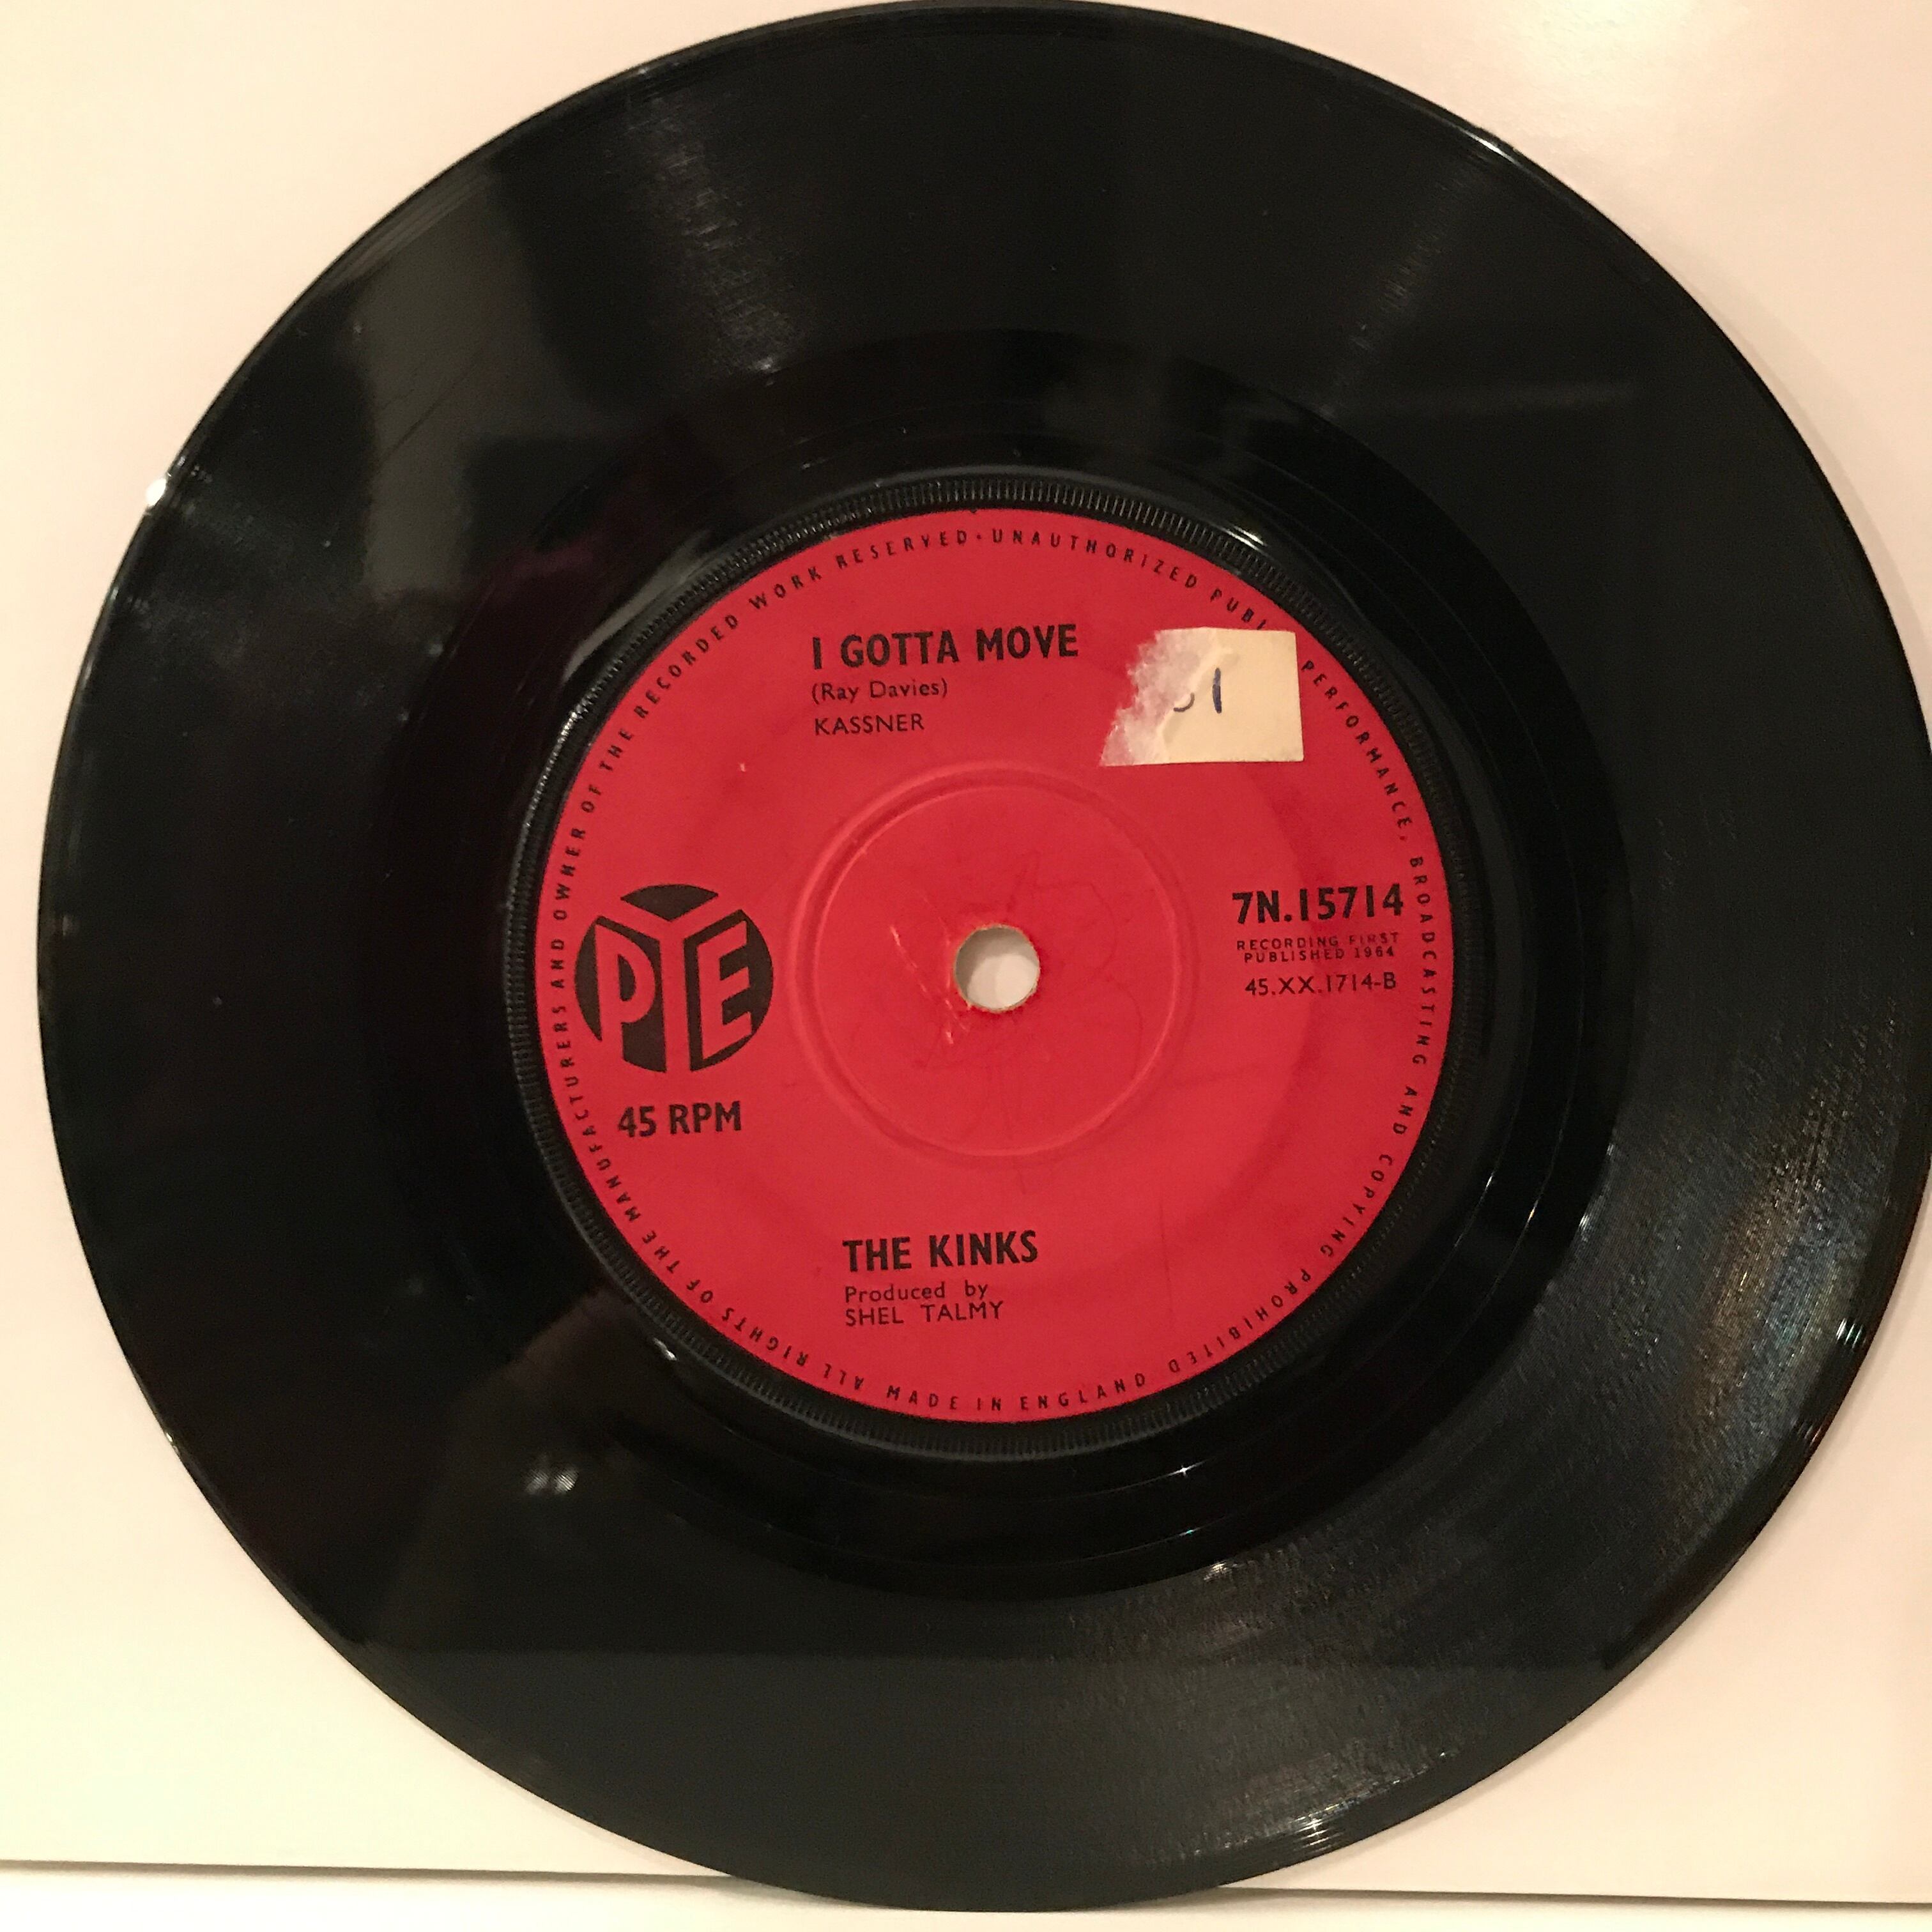 I GOTTA MOVE
(Ray Davies)
KASSNER
PYE
45 RPM
7N.15714
RECORDING FIRST
PUBLISHED 1964
45.XX.1714-B
THE KINKS
Produced by
SHEL TALMY
ALL RIGHTS OF THE MANUFACTURERS AND OWNER OF THE RECORDED WORK RESERVED · UNAUTHORIZED PUBL PERFORMANCE, BROADCASTING AND COPYING PROHIBITED
MADE IN ENGLAND